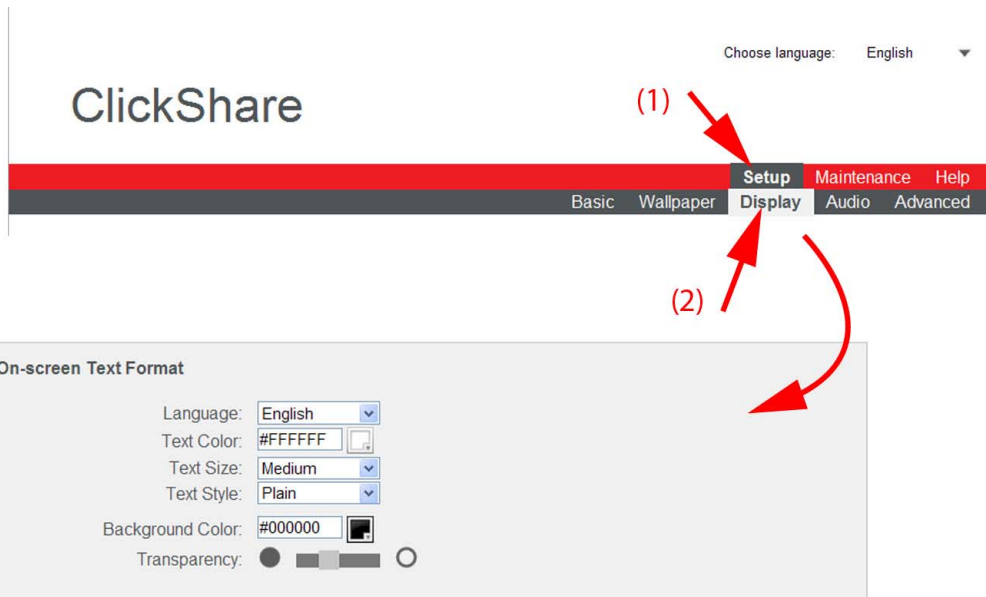 Choose language: English
ClickShare
(1)
Setup Maintenance Help
Basic Wallpaper Display Audio Advanced
(2)
On-screen Text Format
Language: English
Text Color: #FFFFFF
Text Size: Medium
Text Style: Plain
Background Color: #000000
Transparency: